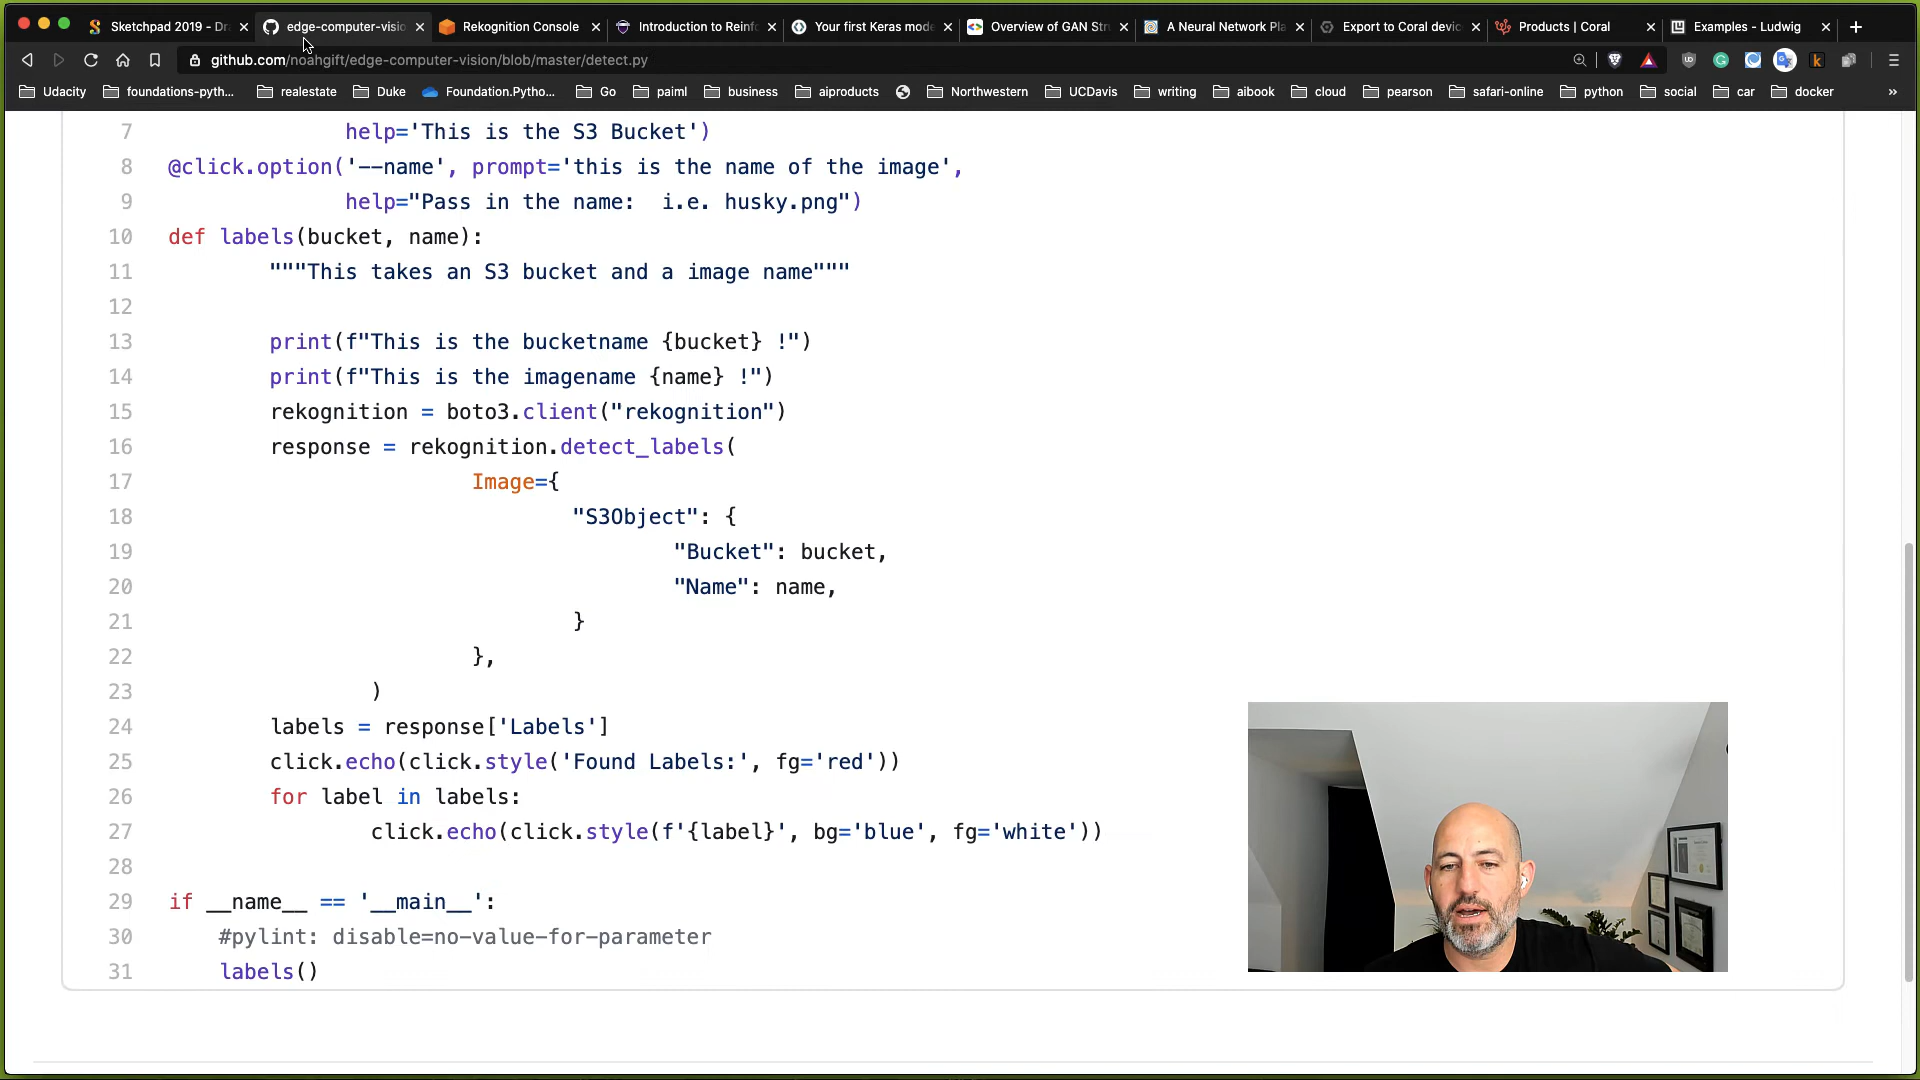 Sketchpad 2019 - Dra
edge-computer-visio
Rekognition Console
Introduction to Reinfo
Your first Keras mode
Overview of GAN Stru
A Neural Network Pla
Export to Coral device
Products | Coral
Examples - Ludwig
github.com/noahgift/edge-computer-vision/blob/master/detect.py
Udacity
foundations-pyth...
realestate
Duke
Foundation.Pytho...
Go
paiml
business
aiproducts
Northwestern
UCDavis
writing
aibook
cloud
pearson
safari-online
python
social
car
docker
»
7 help='This is the S3 Bucket')
8 @click.option('--name', prompt='this is the name of the image',
9 help="Pass in the name:  i.e. husky.png")
10 def labels(bucket, name):
11 """This takes an S3 bucket and a image name"""
12
13 print(f"This is the bucketname {bucket} !")
14 print(f"This is the imagename {name} !")
15 rekognition = boto3.client("rekognition")
16 response = rekognition.detect_labels(
17 Image={
18 "S3Object": {
19 "Bucket": bucket,
20 "Name": name,
21 }
22 },
23 )
24 labels = response['Labels']
25 click.echo(click.style('Found Labels:', fg='red'))
26 for label in labels:
27 click.echo(click.style(f'{label}', bg='blue', fg='white'))
28
29 if __name__ == '__main__':
30 #pylint: disable=no-value-for-parameter
31 labels()